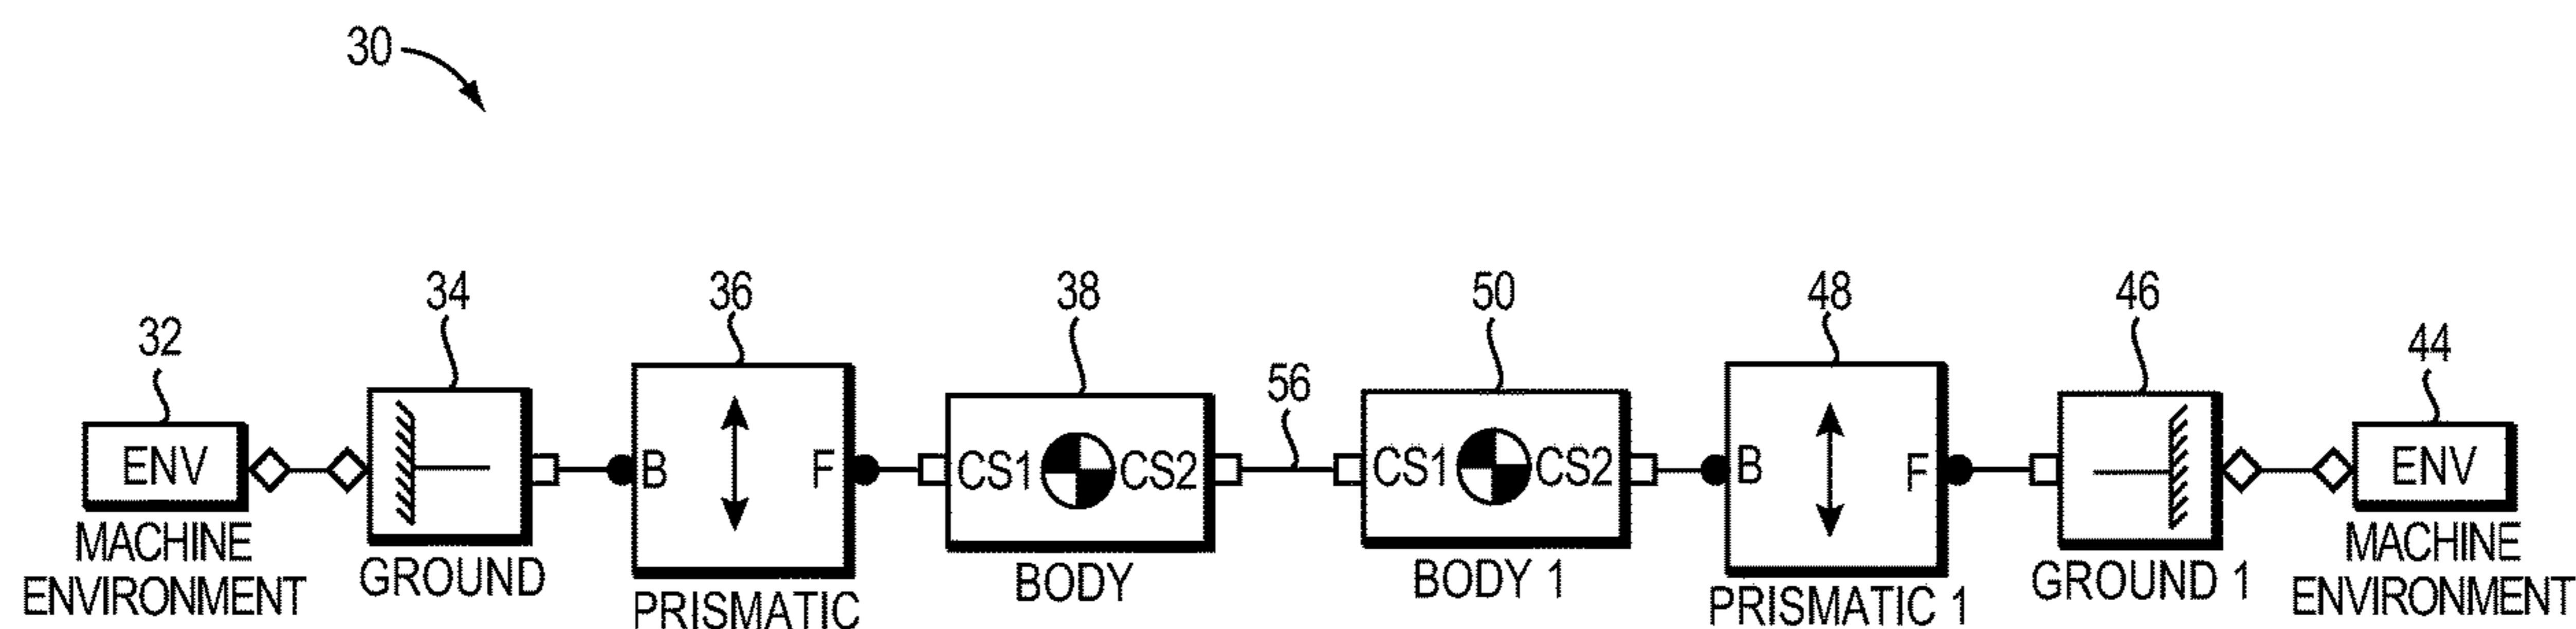 30
32
34
36
38
56
50
48
46
44
ENV
B
F
CS1
CS2
CS1
CS2
B
F
ENV
MACHINE
ENVIRONMENT
GROUND
PRISMATIC
BODY
BODY 1
PRISMATIC 1
GROUND 1
MACHINE
ENVIRONMENT